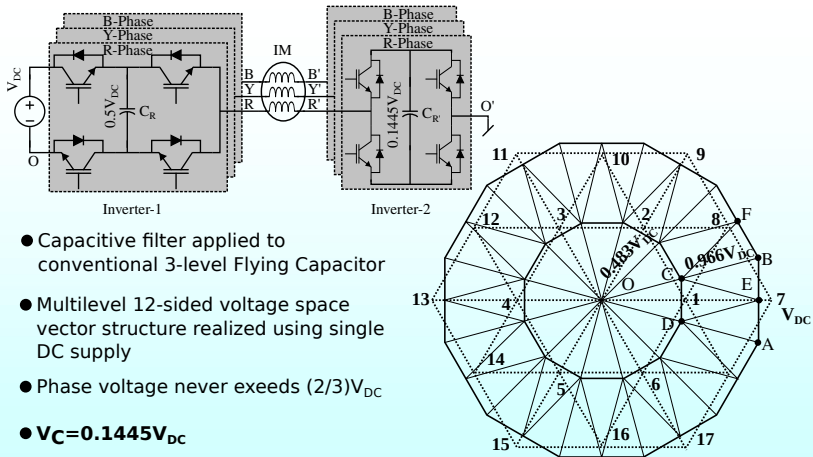 B-Phase
Y-Phase
R-Phase
IM
B-Phase
Y-Phase
R-Phase
V_DC
0.5V_DC
C_R
B
Y
R
B'
Y'
R'
0.1445V_DC
C_R'
O'
O
Inverter-1
Inverter-2
● Capacitive filter applied to
conventional 3-level Flying Capacitor
● Multilevel 12-sided voltage space
vector structure realized using single
DC supply
● Phase voltage never exeeds (2/3)V_DC
● V_C=0.1445V_DC
11
10
9
12
3
2
8
F
0.483V_DC
0.966V_DC
B
C
O
E
13
4
1
7
V_DC
D
A
14
5
6
15
16
17